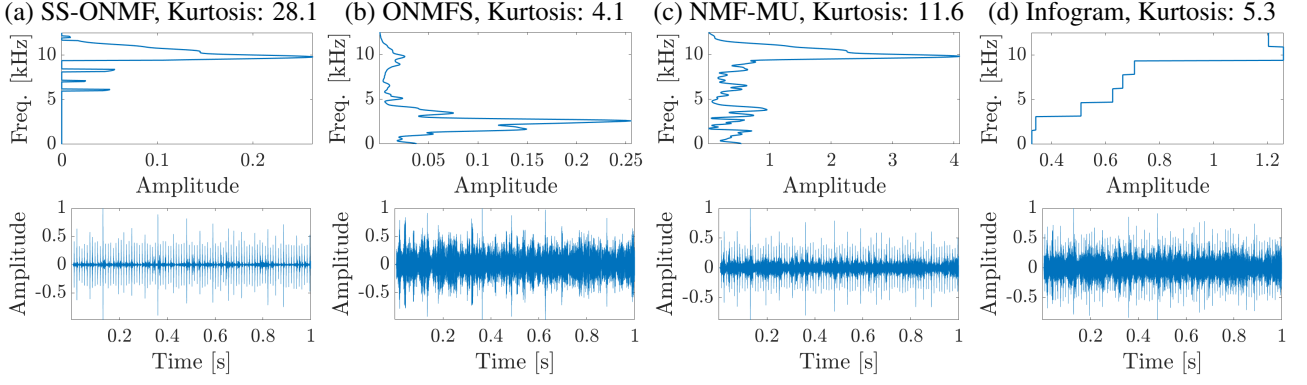 (a) SS-ONMF, Kurtosis: 28.1
Freq. [kHz]
10
5
0
0 0.1 0.2
Amplitude
Amplitude
1
0.5
0
-0.5
0.2 0.4 0.6 0.8 1
Time [s]
(b) ONMFS, Kurtosis: 4.1
Freq. [kHz]
10
5
0
0.05 0.1 0.15 0.2 0.25
Amplitude
Amplitude
1
0.5
0
-0.5
0.2 0.4 0.6 0.8 1
Time [s]
(c) NMF-MU, Kurtosis: 11.6
Freq. [kHz]
10
5
0
1 2 3 4
Amplitude
Amplitude
1
0.5
0
-0.5
0.2 0.4 0.6 0.8 1
Time [s]
(d) Infogram, Kurtosis: 5.3
Freq. [kHz]
10
5
0
0.4 0.6 0.8 1 1.2
Amplitude
Amplitude
1
0.5
0
-0.5
0.2 0.4 0.6 0.8 1
Time [s]